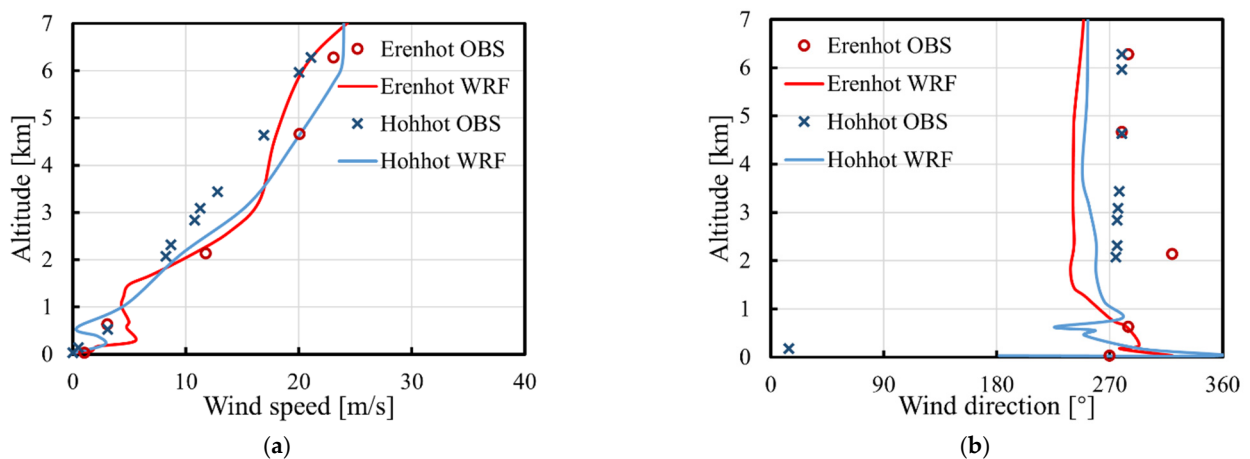 7
6
5
4
3
2
1
0
Altitude [km]
Erenhot OBS
Erenhot WRF
Hohhot OBS
Hohhot WRF
0 10 20 30 40
Wind speed [m/s]
(a)
7
6
5
4
3
2
1
0
Altitude [km]
Erenhot OBS
Erenhot WRF
Hohhot OBS
Hohhot WRF
0 90 180 270 360
Wind direction [°]
(b)